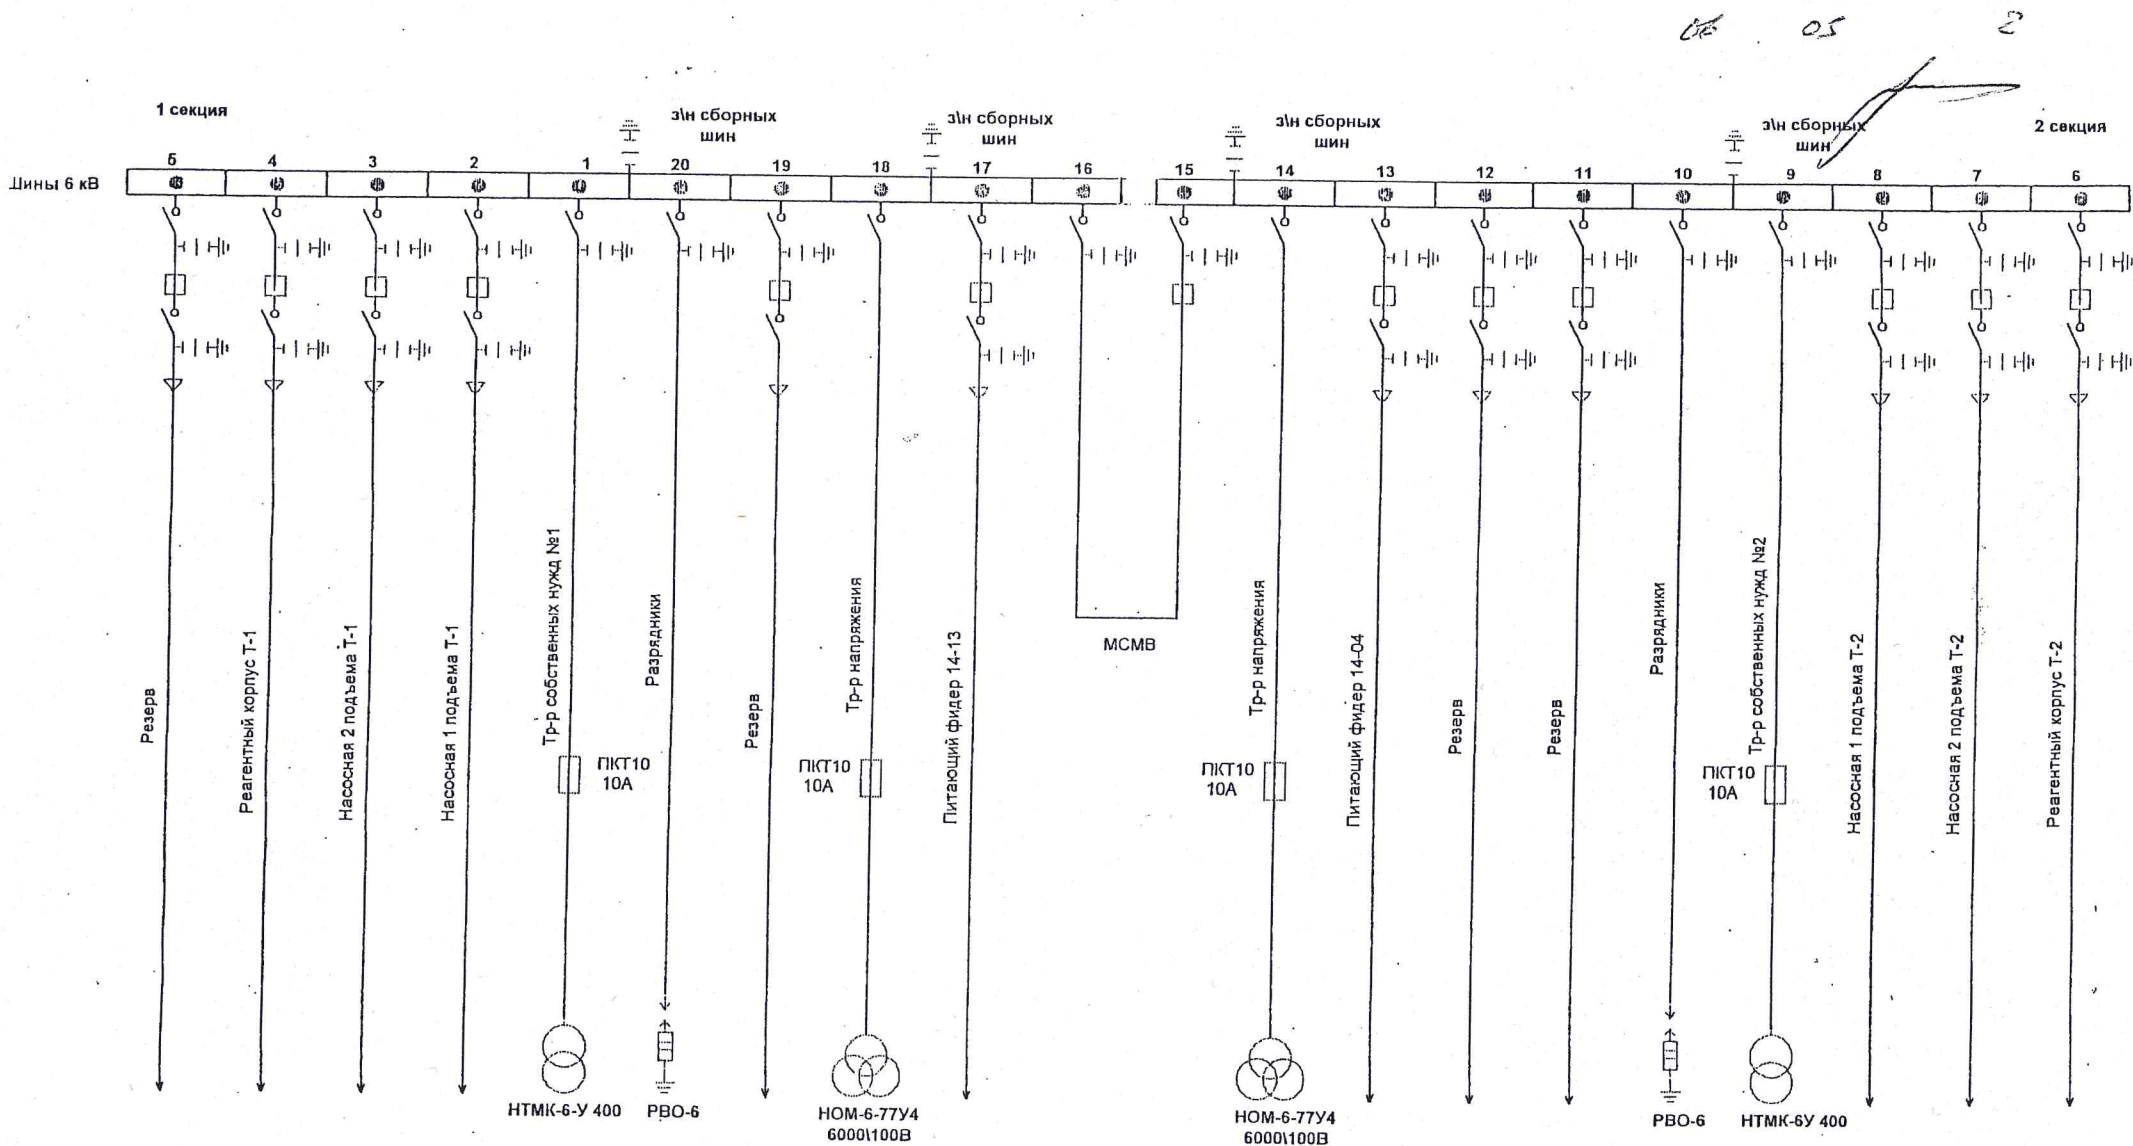 06 05 2
1 секция
з\н сборных
шин
з\н сборных
шин
з\н сборных
шин
з\н сборных
шин
2 секция
Шины 6 кВ
5 4 3 2 1 20 19 18 17 16 15 14 13 12 11 10 9 8 7 6
Резерв
Реагентный корпус Т-1
Насосная 2 подъема Т-1
Насосная 1 подъема Т-1
Тр-р собственных нужд №1
Разрядники
Резерв
Тр-р напряжения
Питающий фидер 14-13
МСМВ
Тр-р напряжения
Питающий фидер 14-04
Резерв
Резерв
Разрядники
Тр-р собственных нужд №2
Насосная 1 подъема Т-2
Насосная 2 подъема Т-2
Реагентный корпус Т-2
ПКТ10
10А
ПКТ10
10А
ПКТ10
10А
ПКТ10
10А
НТМК-6-У 400
РВО-6
НОМ-6-77У4
6000\100В
НОМ-6-77У4
6000\100В
РВО-6
НТМК-6У 400